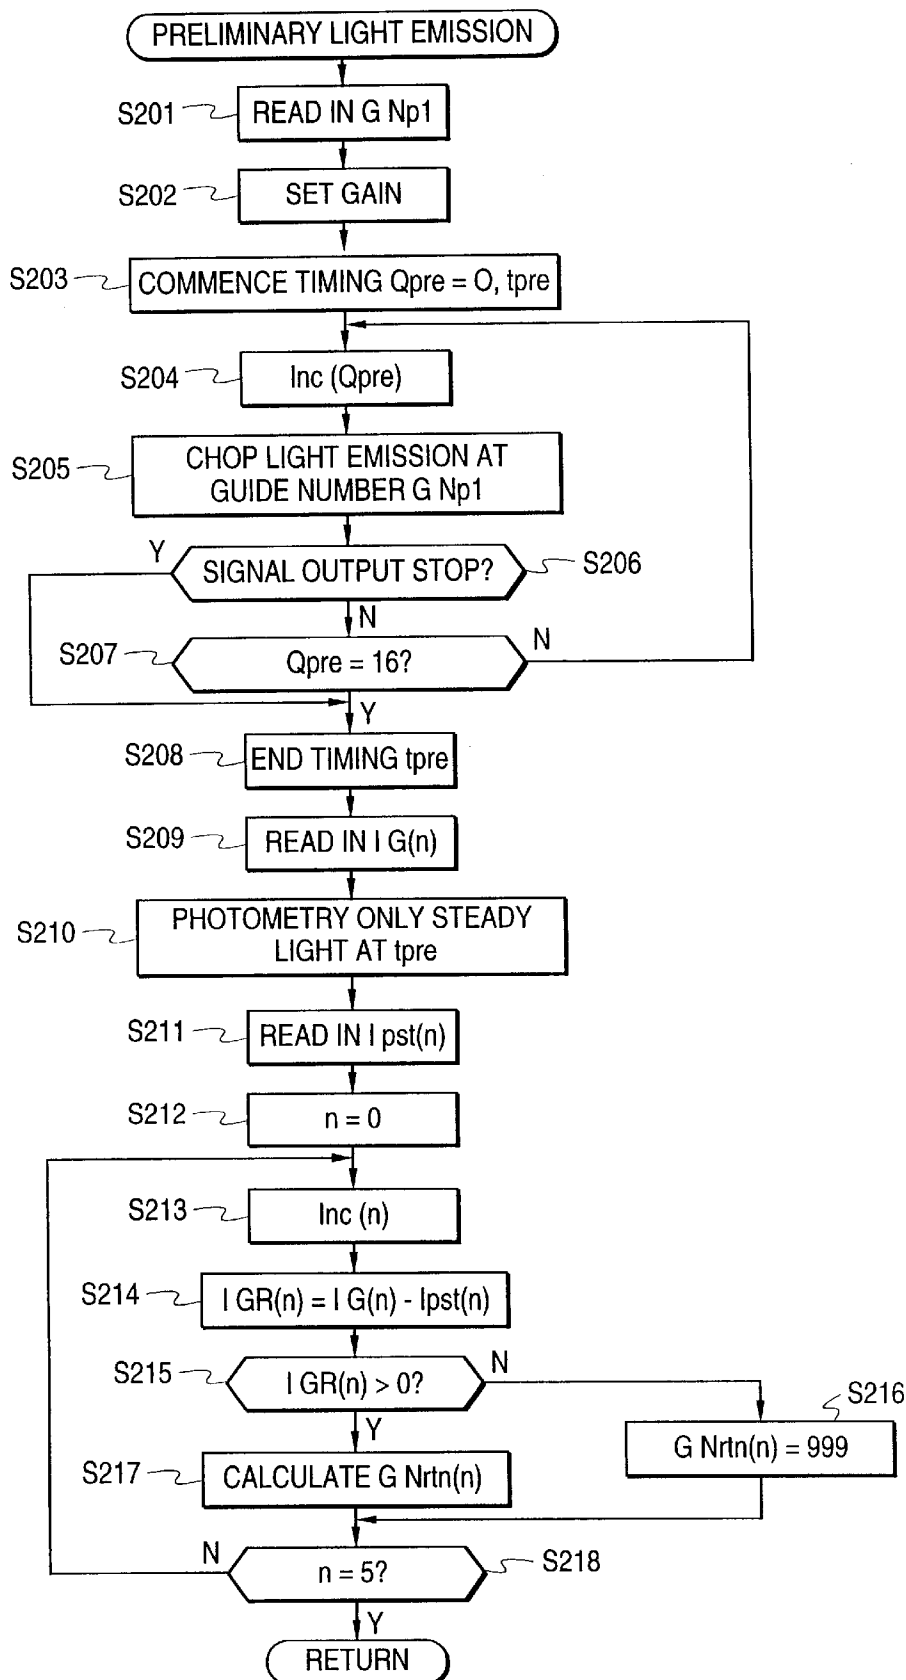 PRELIMINARY LIGHT EMISSION
S201
READ IN G Np1
S202
SET GAIN
S203
COMMENCE TIMING Qpre = O, tpre
S204
Inc (Qpre)
S205
CHOP LIGHT EMISSION AT
GUIDE NUMBER G Np1
Y
SIGNAL OUTPUT STOP?
S206
N
S207
Qpre = 16?
N
Y
S208
END TIMING tpre
S209
READ IN I G(n)
S210
PHOTOMETRY ONLY STEADY
LIGHT AT tpre
S211
READ IN I pst(n)
S212
n = 0
S213
Inc (n)
S214
I GR(n) = I G(n) - Ipst(n)
S215
I GR(n) > 0?
N
S216
G Nrtn(n) = 999
Y
S217
CALCULATE G Nrtn(n)
N
n = 5?
S218
Y
RETURN